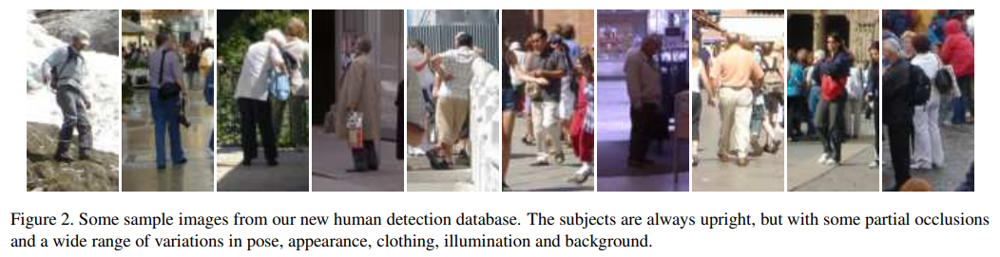 Figure 2. Some sample images from our new human detection database. The subjects are always upright, but with some partial occlusions
and a wide range of variations in pose, appearance, clothing, illumination and background.